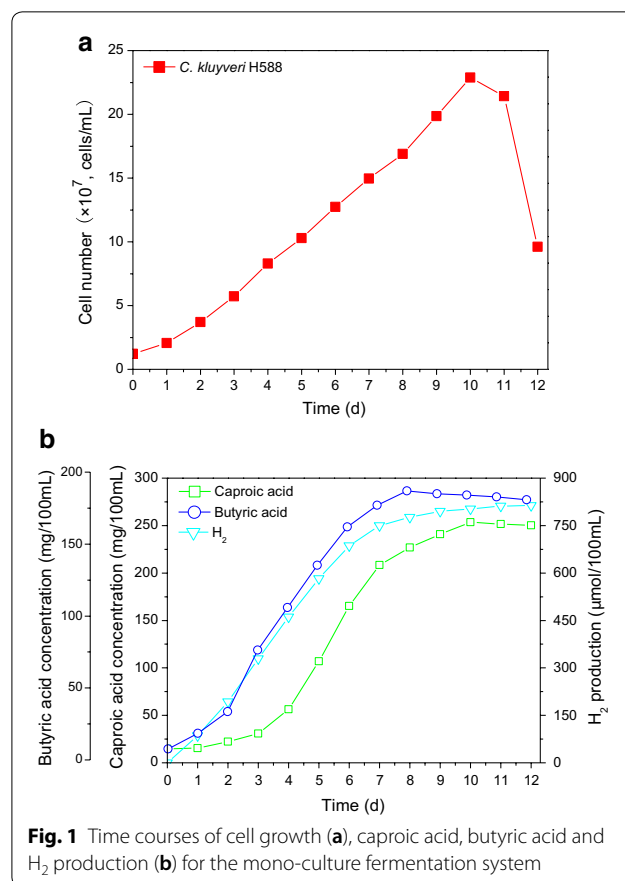 a
25
20
15
10
5
0
Cell number (×10⁷, cells/mL)
C. kluyveri H588
0 1 2 3 4 5 6 7 8 9 10 11 12
Time (d)
b
200
150
100
50
0
Butyric acid concentration (mg/100mL)
300
250
200
150
100
50
0
Caproic acid concentration (mg/100mL)
Caproic acid
Butyric acid
H₂
900
750
600
450
300
150
0
H₂ production (μmol/100mL)
0 1 2 3 4 5 6 7 8 9 10 11 12
Time (d)
Fig. 1 Time courses of cell growth (a), caproic acid, butyric acid and
H₂ production (b) for the mono-culture fermentation system